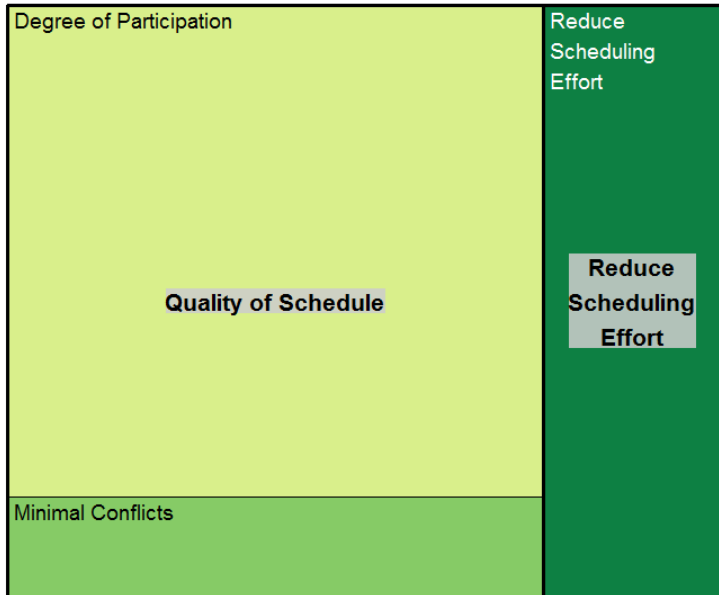 Degree of Participation
Reduce
Scheduling
Effort
Quality of Schedule
Reduce
Scheduling
Effort
Minimal Conflicts